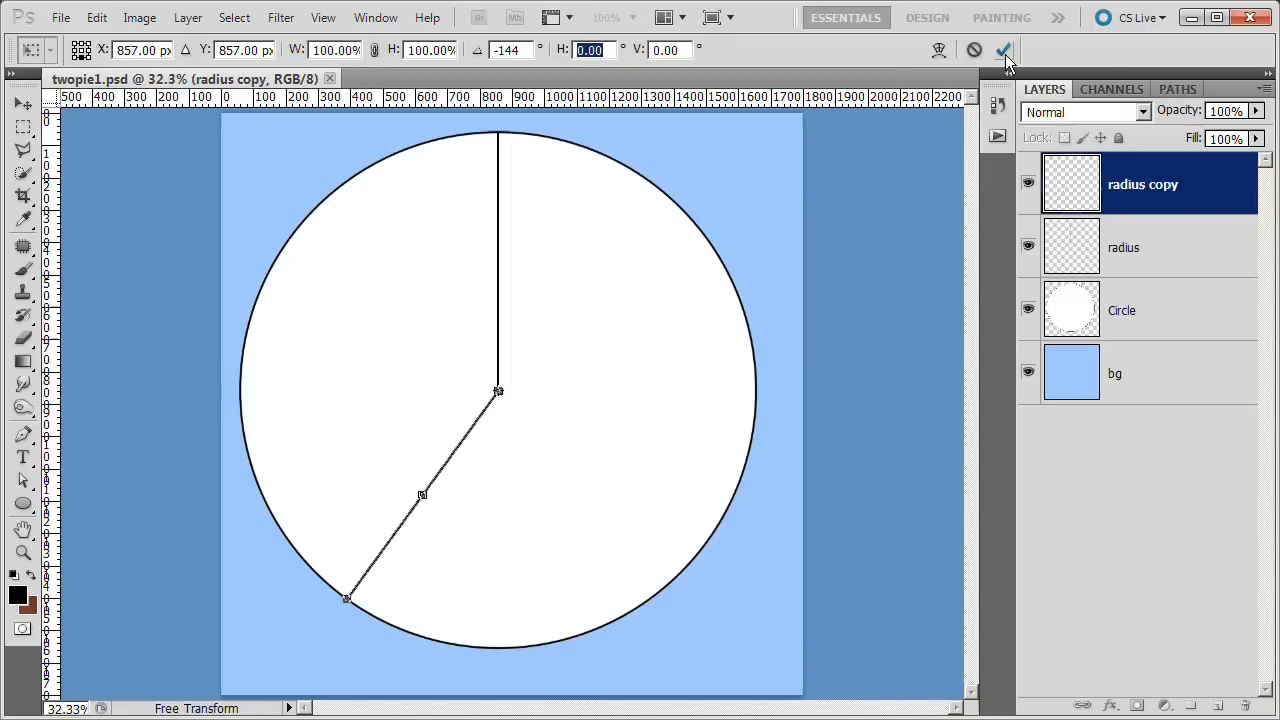 Ps File Edit Image Layer Select Filter View Window Help Br Mb 100% ESSENTIALS DESIGN PAINTING CS Live
X: 857.00 px Y: 857.00 px W: 100.00% H: 100.00% -144 ° H: 0.00 ° V: 0.00 °
twopie1.psd @ 32.3% (radius copy, RGB/8)
500 400 300 200 100 0 100 200 300 400 500 600 700 800 900 1000 1100 1200 1300 1400 1500 1600 1700 1800 1900 2000 2100 2200
LAYERS CHANNELS PATHS
Normal Opacity: 100%
Lock: Fill: 100%
radius copy
radius
Circle
bg
T
32.33% Free Transform